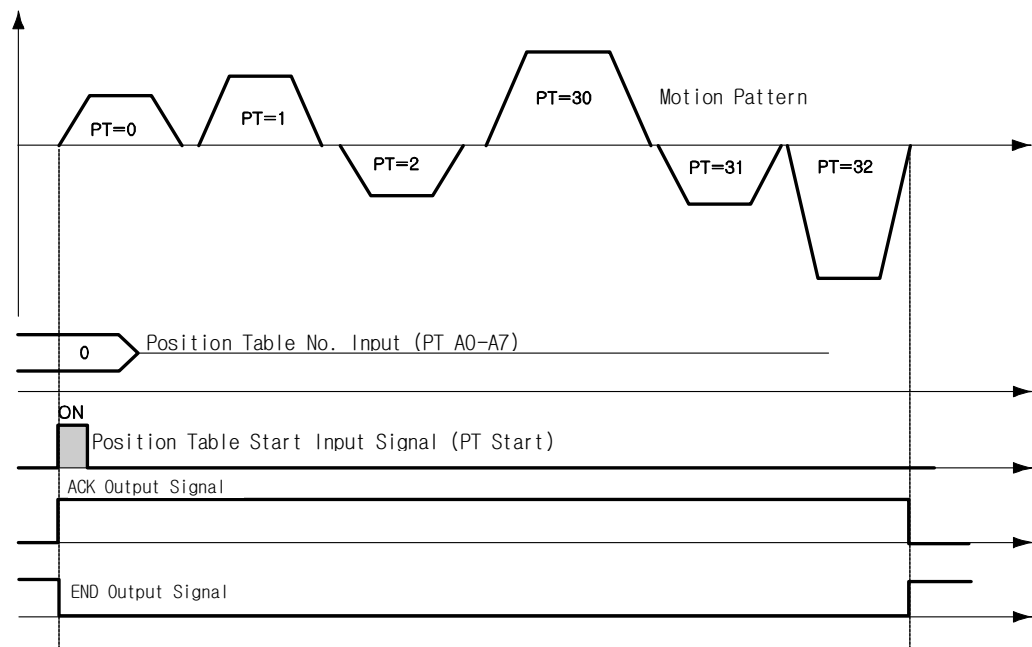 PT=0
PT=1
PT=2
PT=30
Motion Pattern
PT=31
PT=32
0
Position Table No. Input (PT A0-A7)
ON
Position Table Start Input Signal (PT Start)
ACK Output Signal
END Output Signal